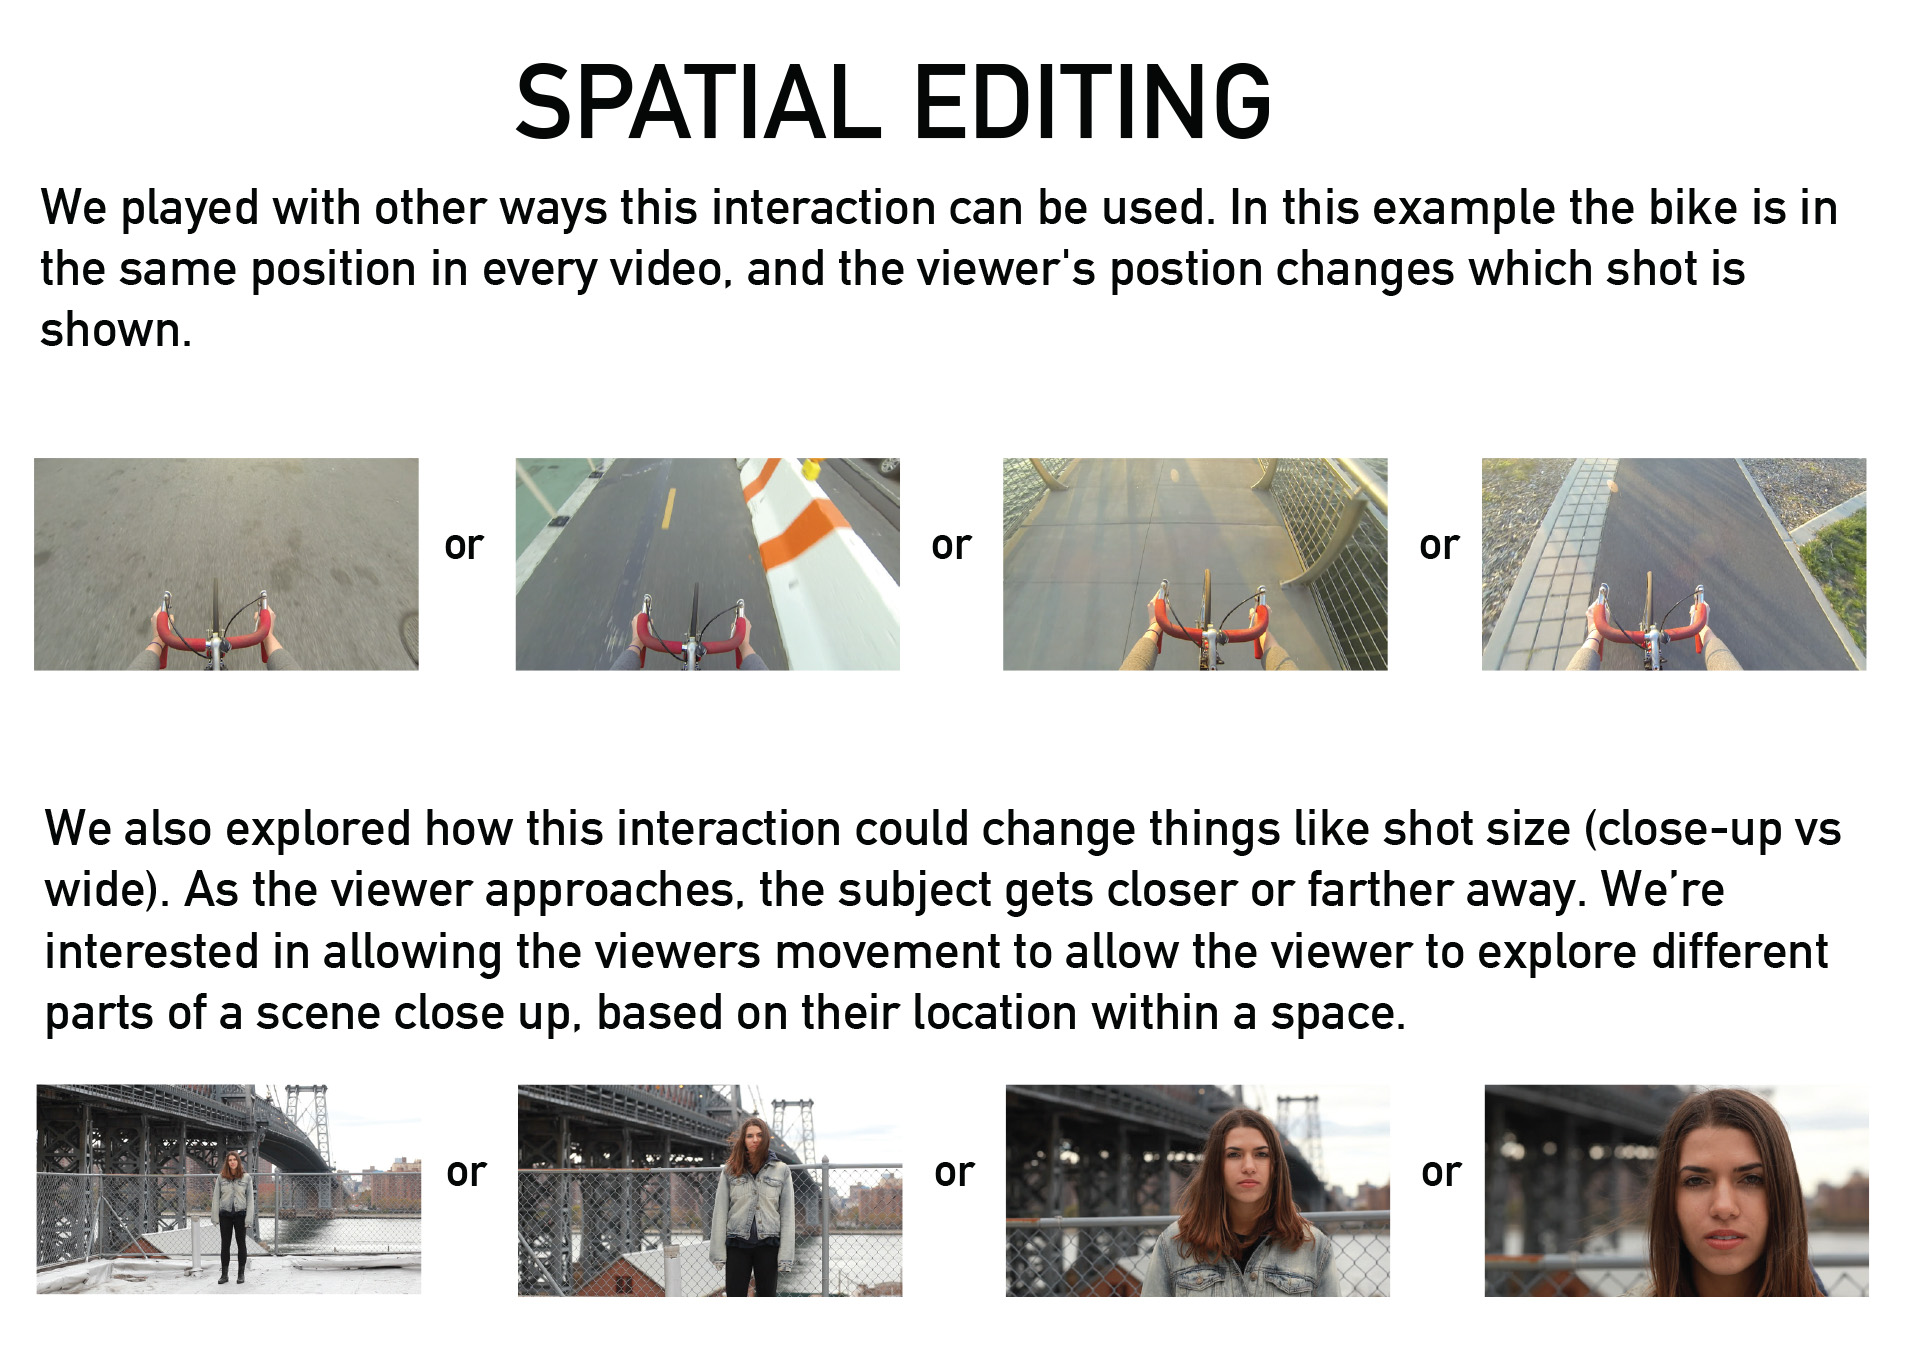 SPATIAL EDITING
We played with other ways this interaction can be used. In this example the bike is in
the same position in every video, and the viewer's postion changes which shot is
shown.
or or or
We also explored how this interaction could change things like shot size (close-up vs
wide). As the viewer approaches, the subject gets closer or farther away. We’re
interested in allowing the viewers movement to allow the viewer to explore different
parts of a scene close up, based on their location within a space.
or or or